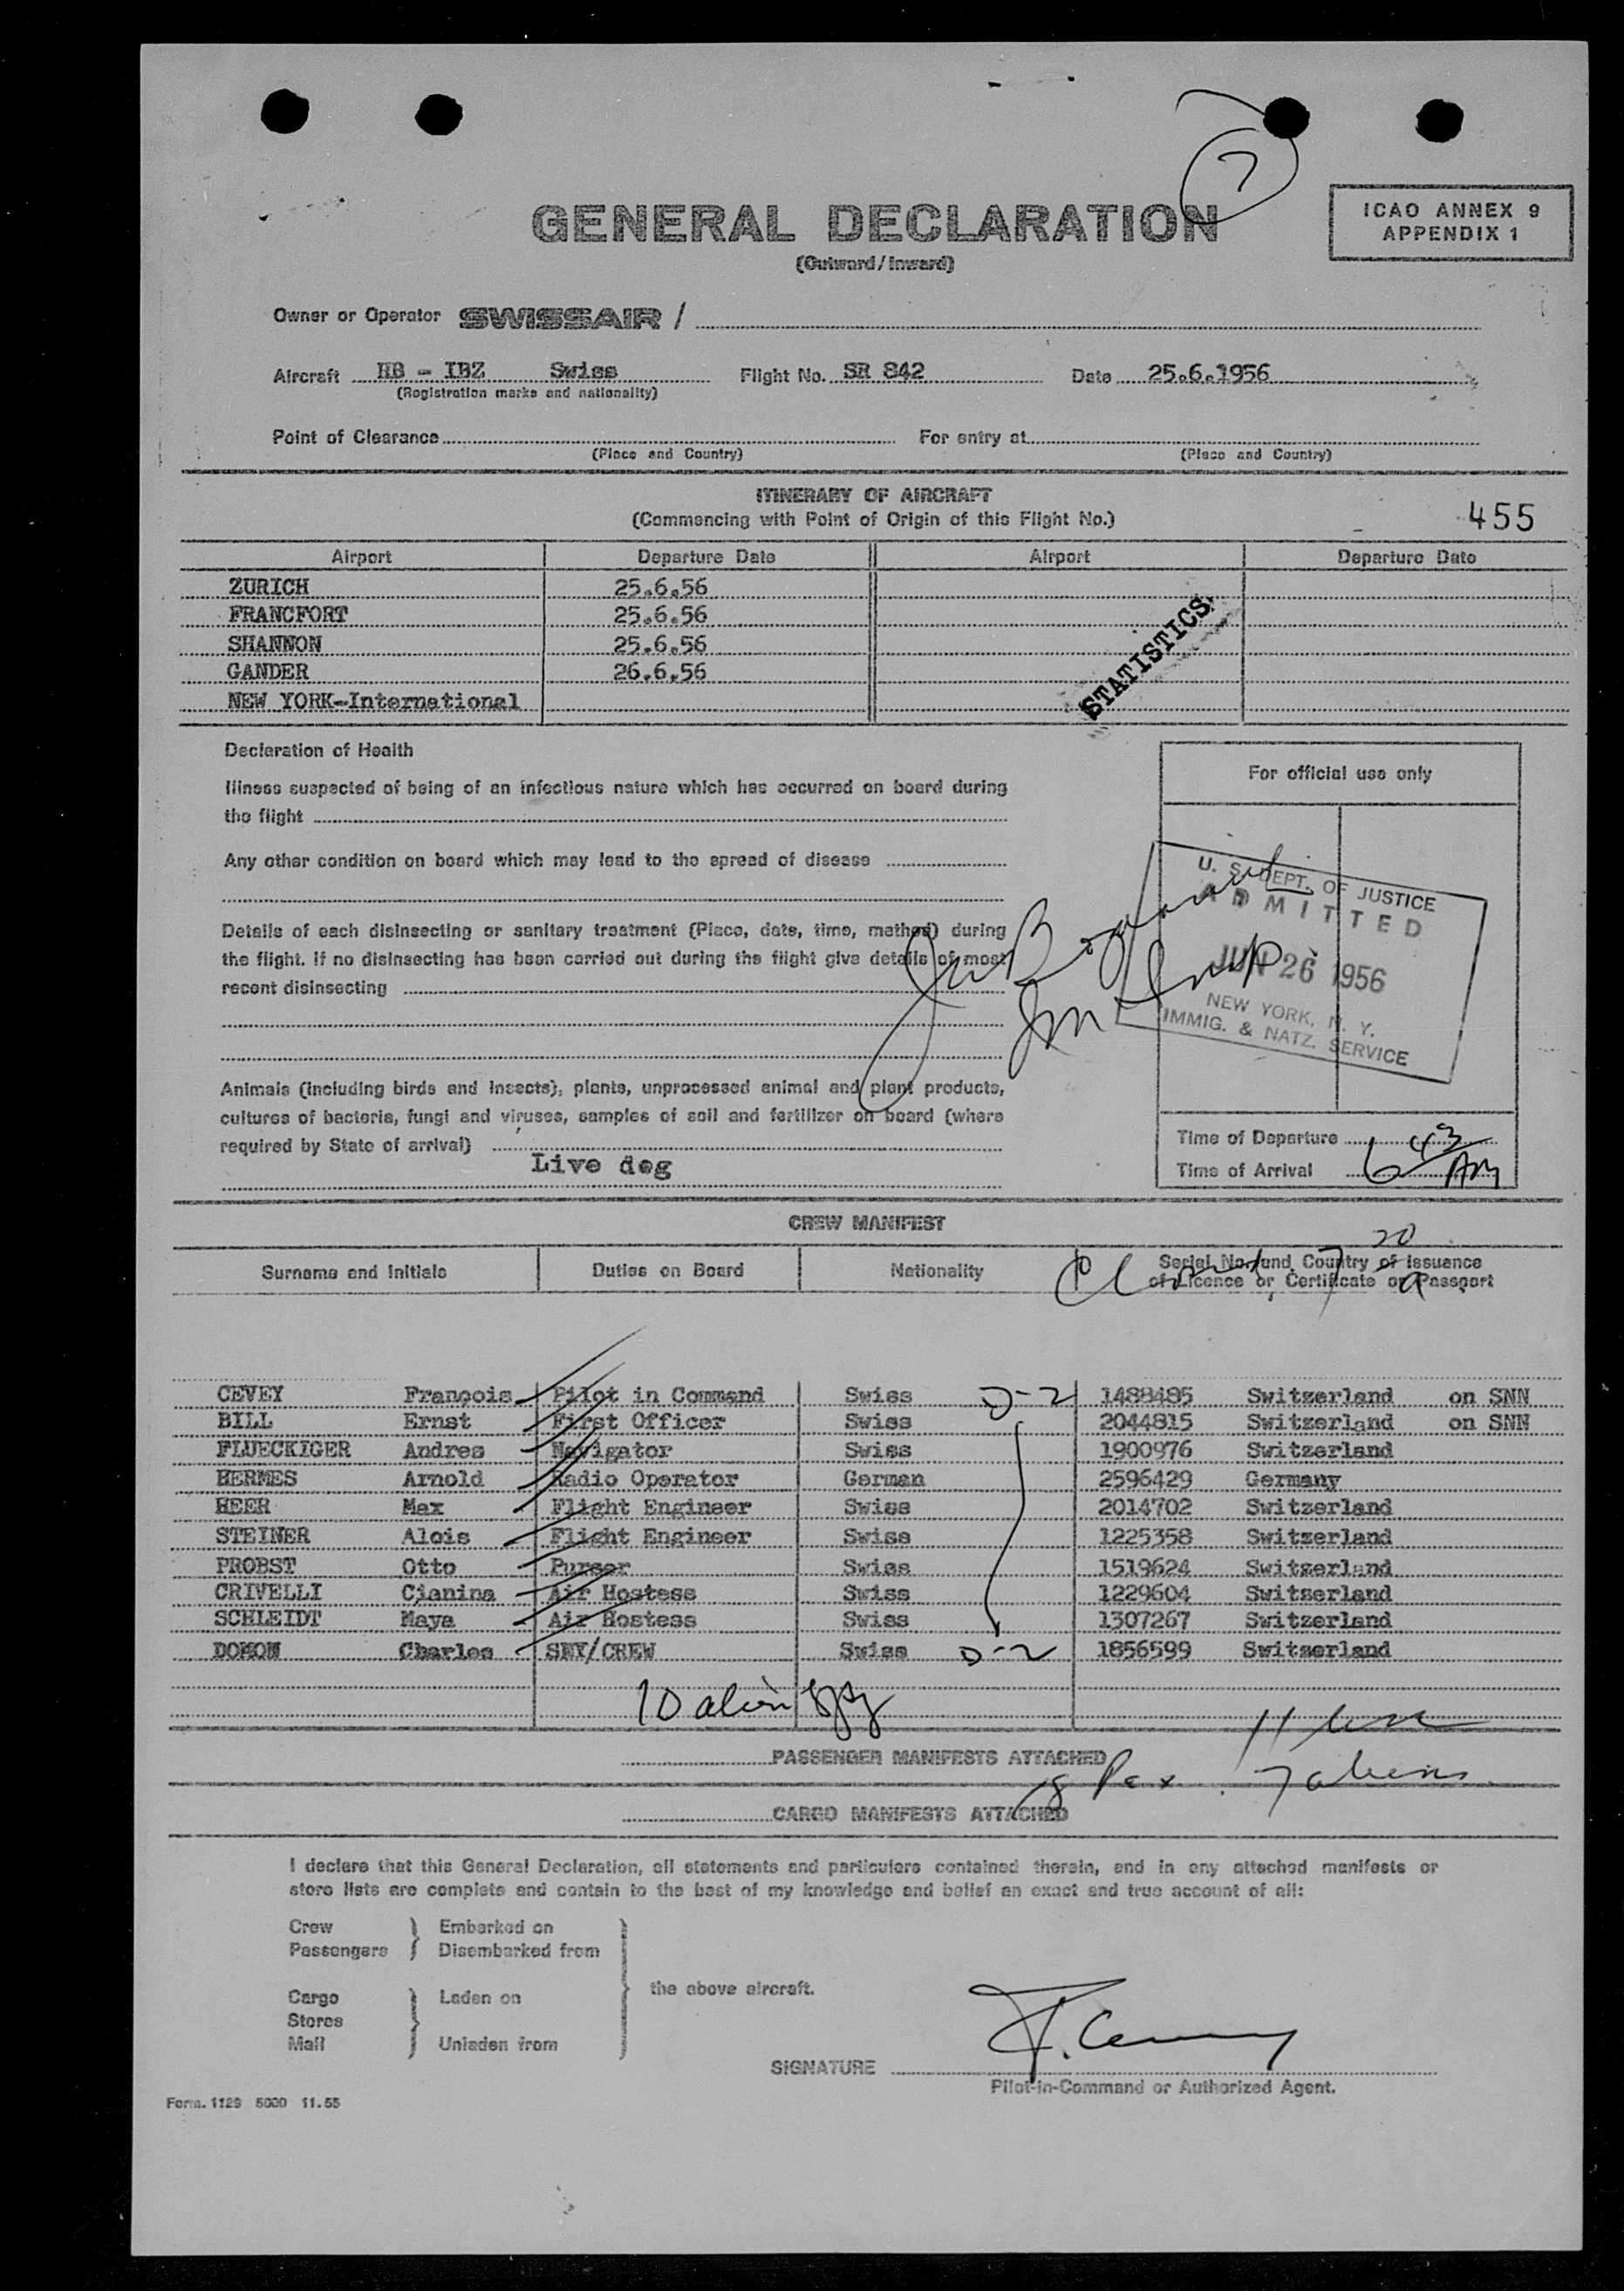 7
GENERAL DECLARATION
(Outward/Inward)
ICAO ANNEX 9
APPENDIX 1
Owner or Operator SWISSAIR /
Aircraft HB - IBZ Swiss Flight No. SR 842 Date 25.6.1956
(Registration marks and nationality)
Point of Clearance For entry at
(Place and Country) (Place and Country)
ITINERARY OF AIRCRAFT
(Commencing with Point of Origin of this Flight No.) 455
Airport Departure Date Airport Departure Date
ZURICH 25.6.56
FRANCFORT 25.6.56
SHANNON 25.6.56
GANDER 26.6.56
NEW YORK-International
STATISTICS
Declaration of Health
Illness suspected of being of an infectious nature which has occurred on board during
the flight
Any other condition on board which may lead to the spread of disease
Details of each disinsecting or sanitary treatment (Place, date, time, method) during
the flight. If no disinsecting has been carried out during the flight give details of most
recent disinsecting
Animals (including birds and insects), plants, unprocessed animal and plant products,
cultures of bacteria, fungi and viruses, samples of soil and fertilizer on board (where
required by State of arrival)
Live dog
For official use only
U. S. DEPT. OF JUSTICE
ADMITTED
JUN 26 1956
NEW YORK, N. Y.
IMMIG. & NATZ. SERVICE
Time of Departure
Time of Arrival 6 43 AM
CREW MANIFEST
Surname and Initials Duties on Board Nationality Serial No. und Country of Issuance
of Licence or Certificate or Passport
CEVEY François Pilot in Command Swiss D-2 1488485 Switzerland on SNN
BILL Ernst First Officer Swiss 2044815 Switzerland on SNN
FLUECKIGER Andres Navigator Swiss 1900976 Switzerland
HERMES Arnold Radio Operator German 2596429 Germany
HEER Max Flight Engineer Swiss 2014702 Switzerland
STEINER Alois Flight Engineer Swiss 1225358 Switzerland
PROBST Otto Purser Swiss 1519624 Switzerland
CRIVELLI Cianina Air Hostess Swiss 1229604 Switzerland
SCHLEIDT Maya Air Hostess Swiss 1307267 Switzerland
DOMON Charles SBY/CREW Swiss D-2 1856599 Switzerland
10 alien
PASSENGER MANIFESTS ATTACHED
18 Pax 7 aliens
CARGO MANIFESTS ATTACHED
I declare that this General Declaration, all statements and particulars contained therein, and in any attached manifests or
store lists are complete and contain to the best of my knowledge and belief an exact and true account of all:
Crew Embarked on
Passengers Disembarked from
the above aircraft.
Cargo Laden on
Stores
Mail Unladen from
SIGNATURE F. Cevey
Pilot-in-Command or Authorized Agent.
Form. 1129 5000 11.55